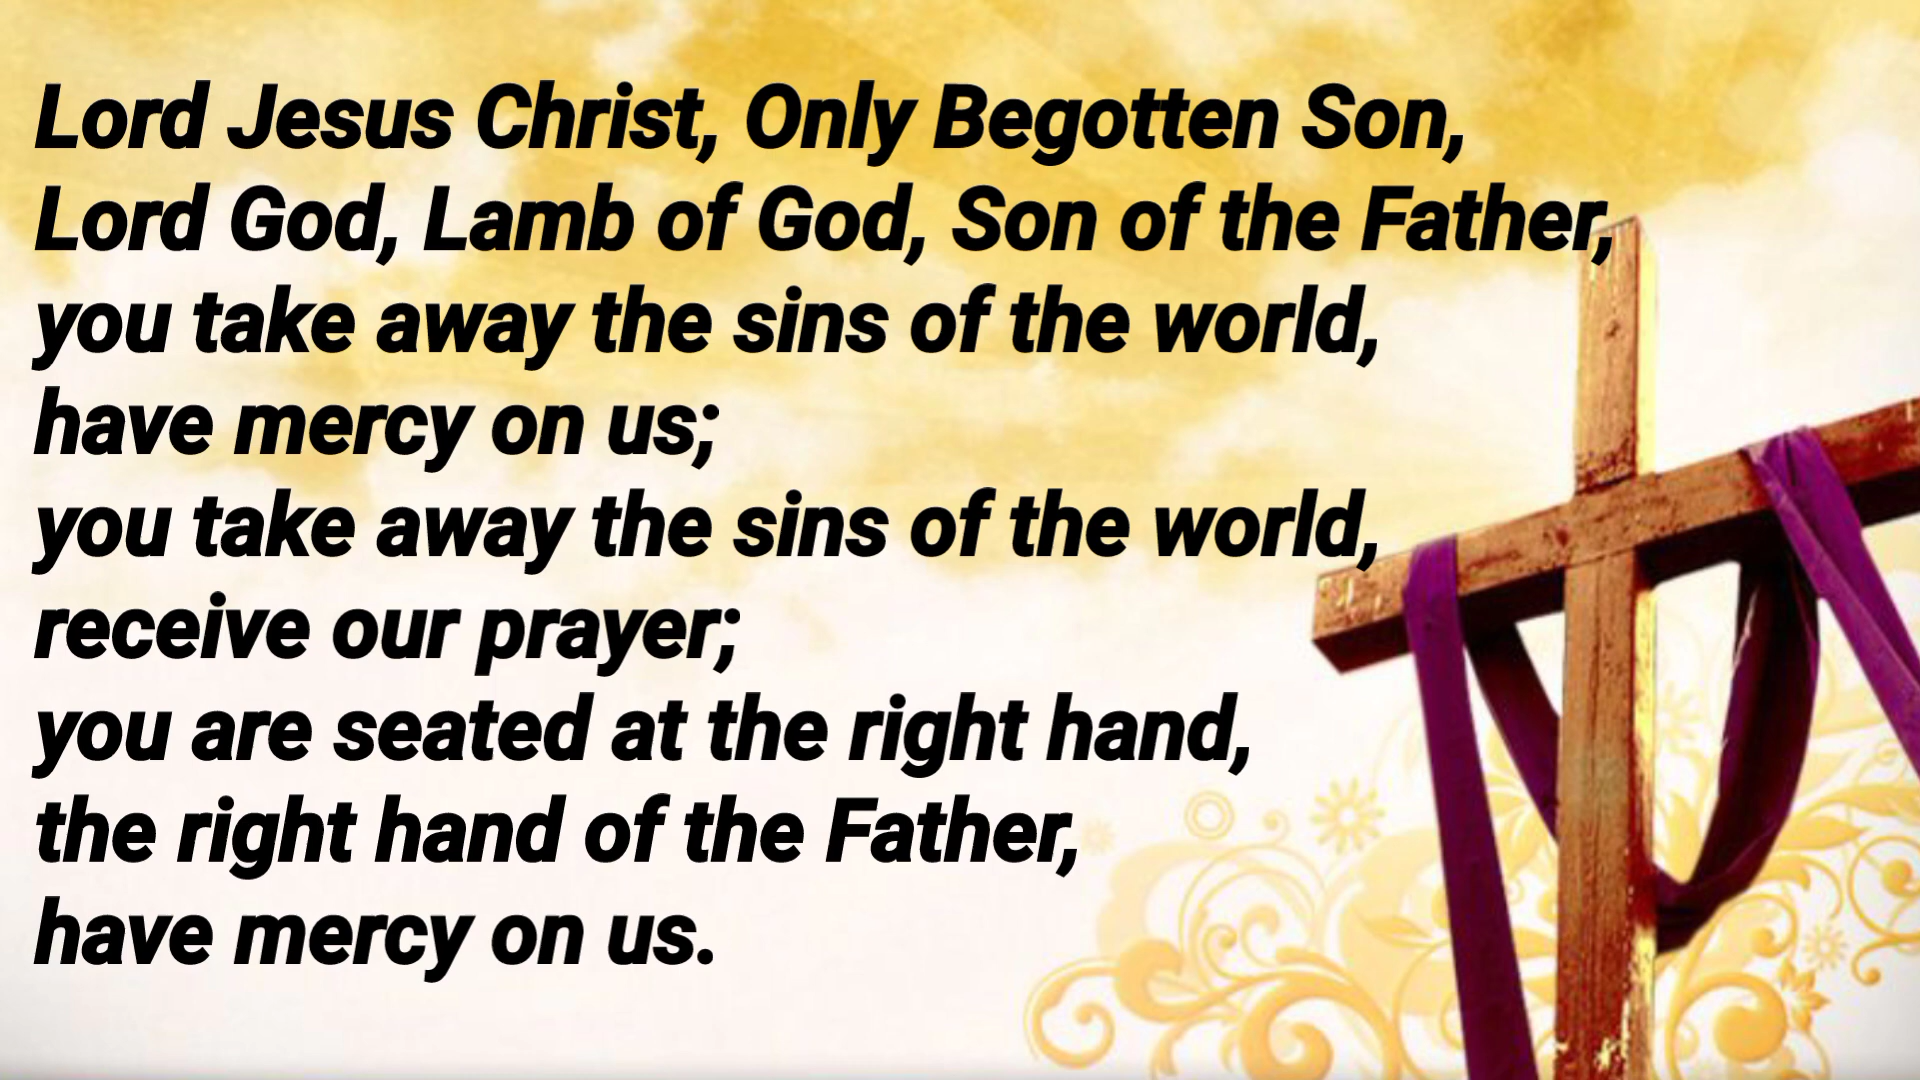 Lord Jesus Christ, Only Begotten Son,
Lord God, Lamb of God, Son of the Father,
you take away the sins of the world,
have mercy on us;
you take away the sins of the world,
receive our prayer;
you are seated at the right hand,
the right hand of the Father,
have mercy on us.